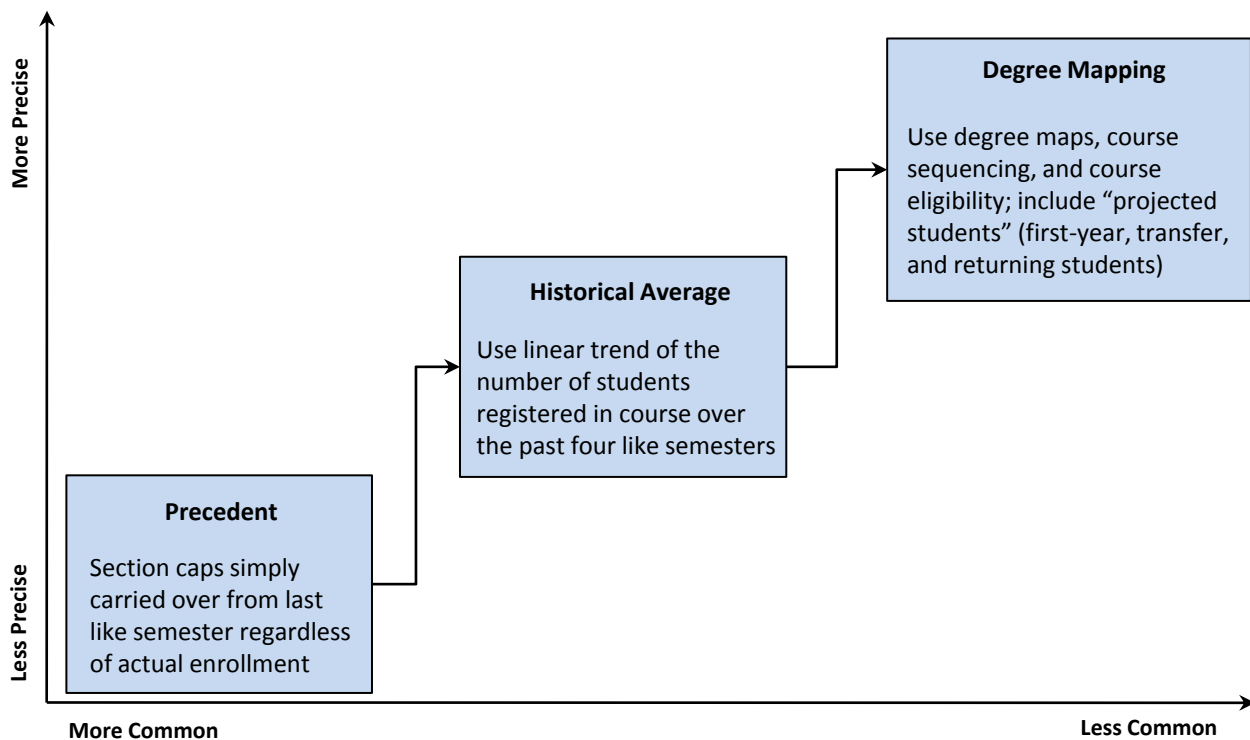 More Precise
Less Precise
Degree Mapping
Use degree maps, course
sequencing, and course
eligibility; include “projected
students” (first-year, transfer,
and returning students)
Historical Average
Use linear trend of the
number of students
registered in course over
the past four like semesters
Precedent
Section caps simply
carried over from last
like semester regardless
of actual enrollment
More Common
Less Common